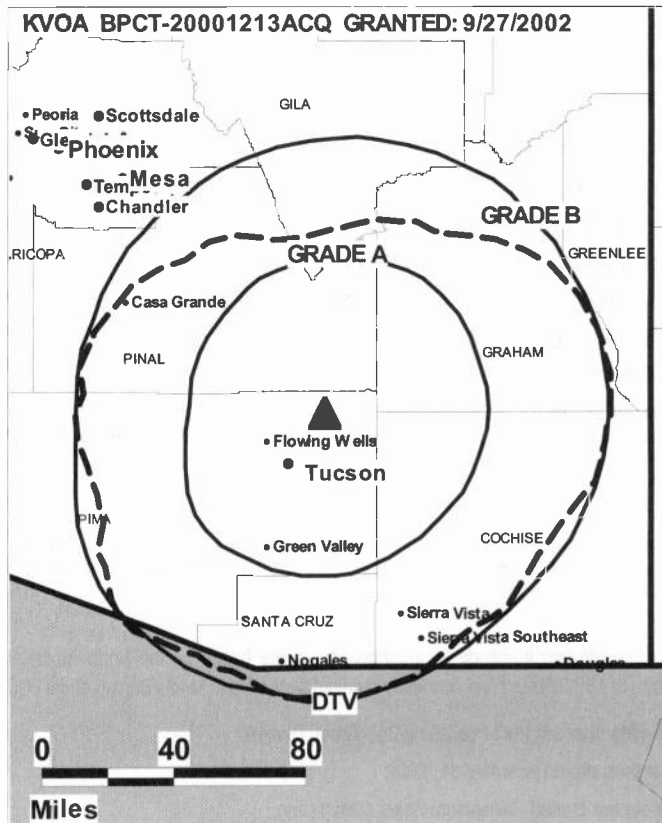 KVOA BPCT-20001213ACQ GRANTED: 9/27/2002
GILA
Peoria
Scottsdale
Gle
Phoenix
Mesa
Temp
Chandler
GRADE B
RICOPA
GRADE A
GREENLEE
Casa Grande
PINAL
GRAHAM
Flowing Wells
Tucson
PIMA
Green Valley
COCHISE
SANTA CRUZ
Sierra Vista
Sierra Vista Southeast
Nogales
Douglas
DTV
0 40 80
Miles